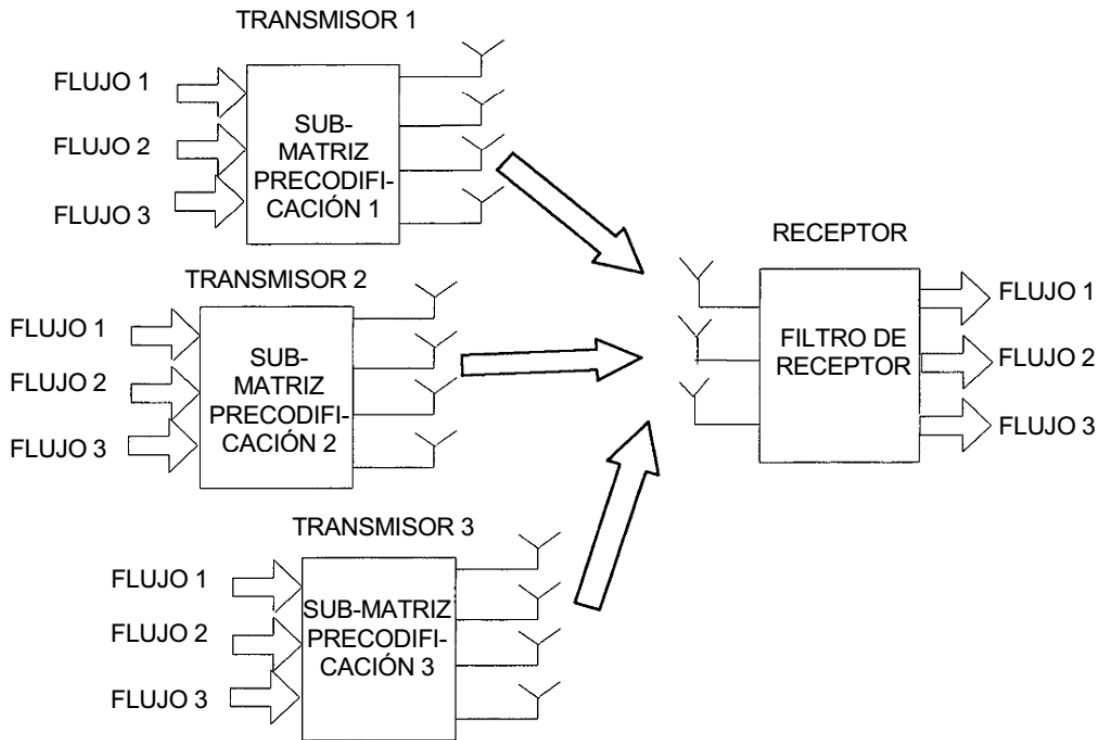 TRANSMISOR 1
FLUJO 1
FLUJO 2
FLUJO 3
SUB-
MATRIZ
PRECODIFI-
CACIÓN 1
TRANSMISOR 2
FLUJO 1
FLUJO 2
FLUJO 3
SUB-
MATRIZ
PRECODIFI-
CACIÓN 2
TRANSMISOR 3
FLUJO 1
FLUJO 2
FLUJO 3
SUB-MATRIZ
PRECODIFI-
CACIÓN 3
RECEPTOR
FILTRO DE
RECEPTOR
FLUJO 1
FLUJO 2
FLUJO 3